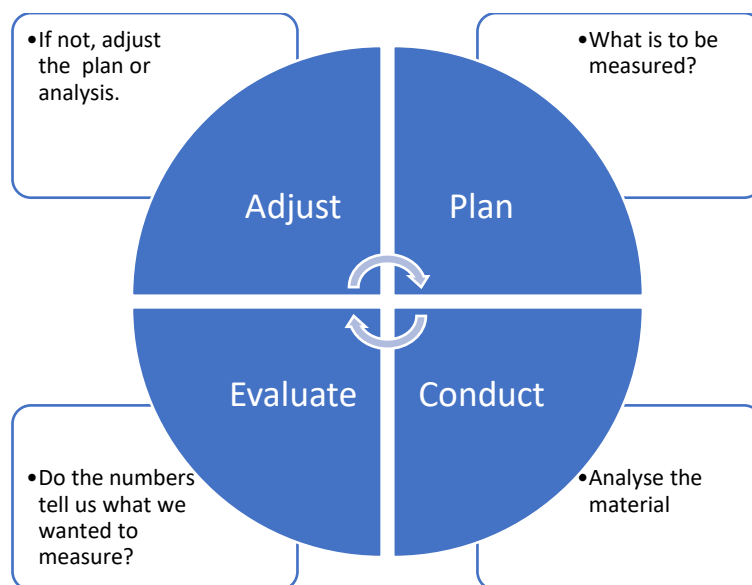 •If not, adjust
the plan or
analysis.
•What is to be
measured?
Adjust
Plan
Evaluate
Conduct
•Do the numbers
tell us what we
wanted to
measure?
•Analyse the
material